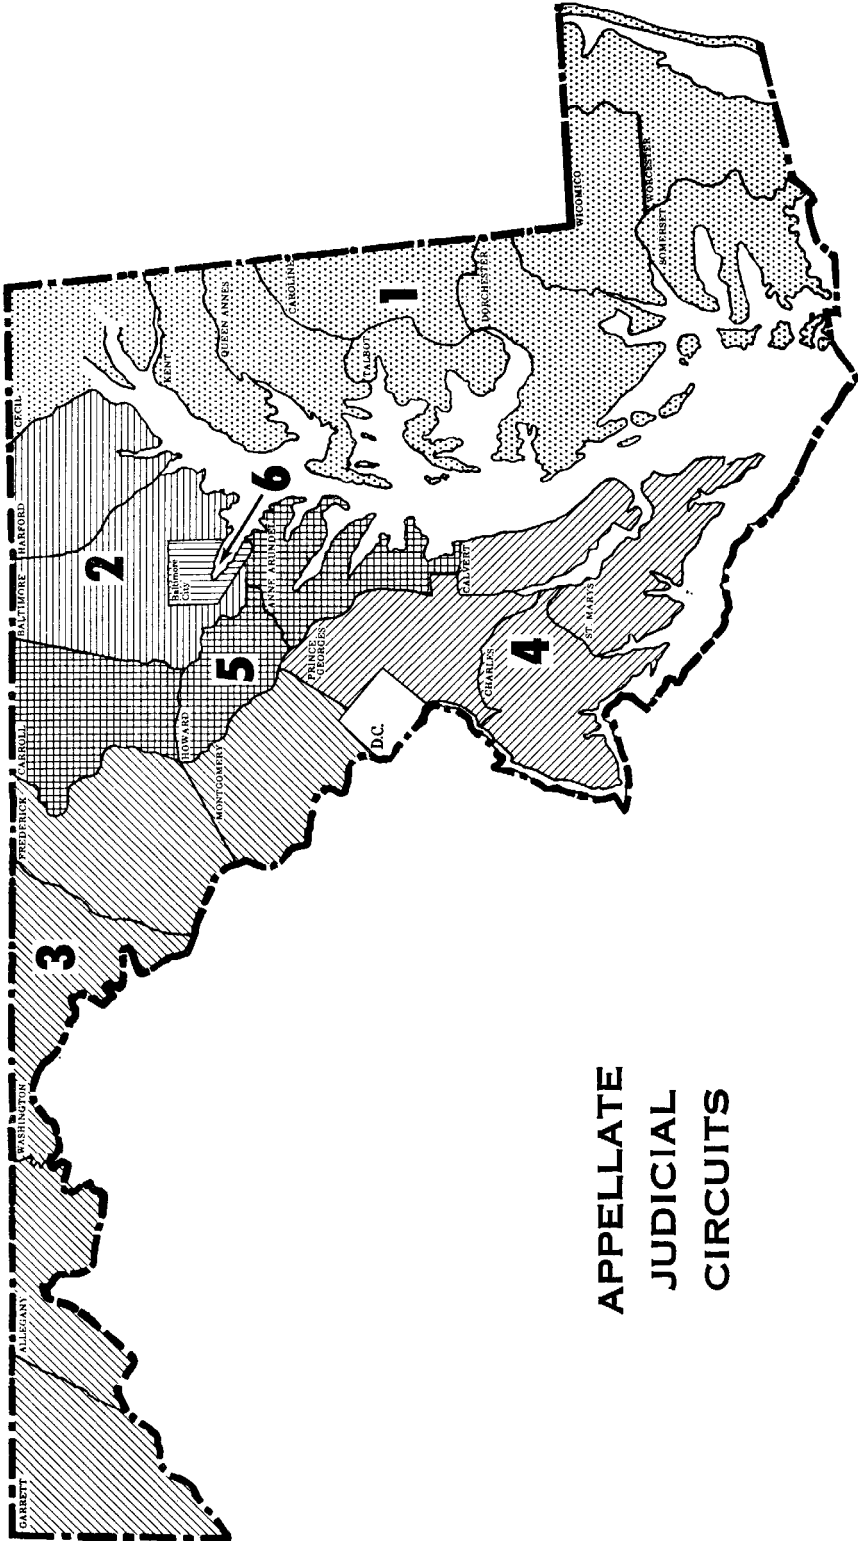 GARRETT
ALLEGANY
WASHINGTON
FREDERICK
CARROLL
BALTIMORE
HARFORD
CECIL
3
2
Baltimore
City
6
KENT
HOWARD
5
ANNE ARUNDEL
QUEEN ANNES
MONTGOMERY
PRINCE
GEORGES
CAROLINE
D.C.
TALBOT
1
CALVERT
DORCHESTER
CHARLES
4
ST MARYS
WICOMICO
WORCESTER
SOMERSET
APPELLATE
JUDICIAL
CIRCUITS